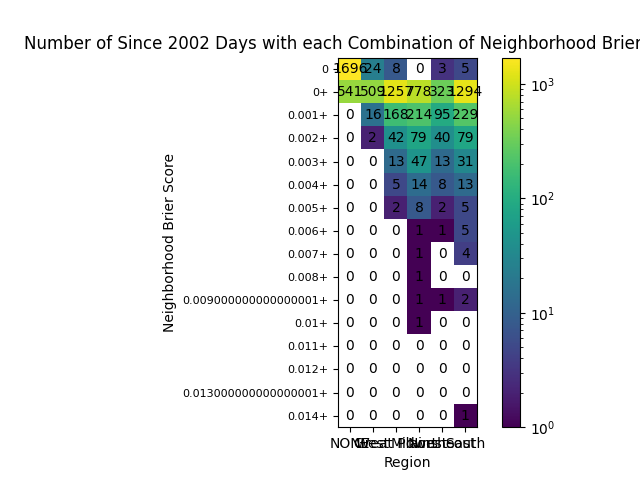 Number of Since 2002 Days with each Combination of Neighborhood Brier
Neighborhood Brier Score
0 1696 24 8 0 3 5
0+ 541 509 1257 778 323 1294
0.001+ 0 16 168 214 95 229
0.002+ 0 2 42 79 40 79
0.003+ 0 0 13 47 13 31
0.004+ 0 0 5 14 8 13
0.005+ 0 0 2 8 2 5
0.006+ 0 0 0 1 1 5
0.007+ 0 0 0 1 0 4
0.008+ 0 0 0 1 0 0
0.009000000000000001+ 0 0 0 1 1 2
0.01+ 0 0 0 1 0 0
0.011+ 0 0 0 0 0 0
0.012+ 0 0 0 0 0 0
0.013000000000000001+ 0 0 0 0 0 0
0.014+ 0 0 0 0 0 1
South
Region
10³
10²
10¹
10⁰